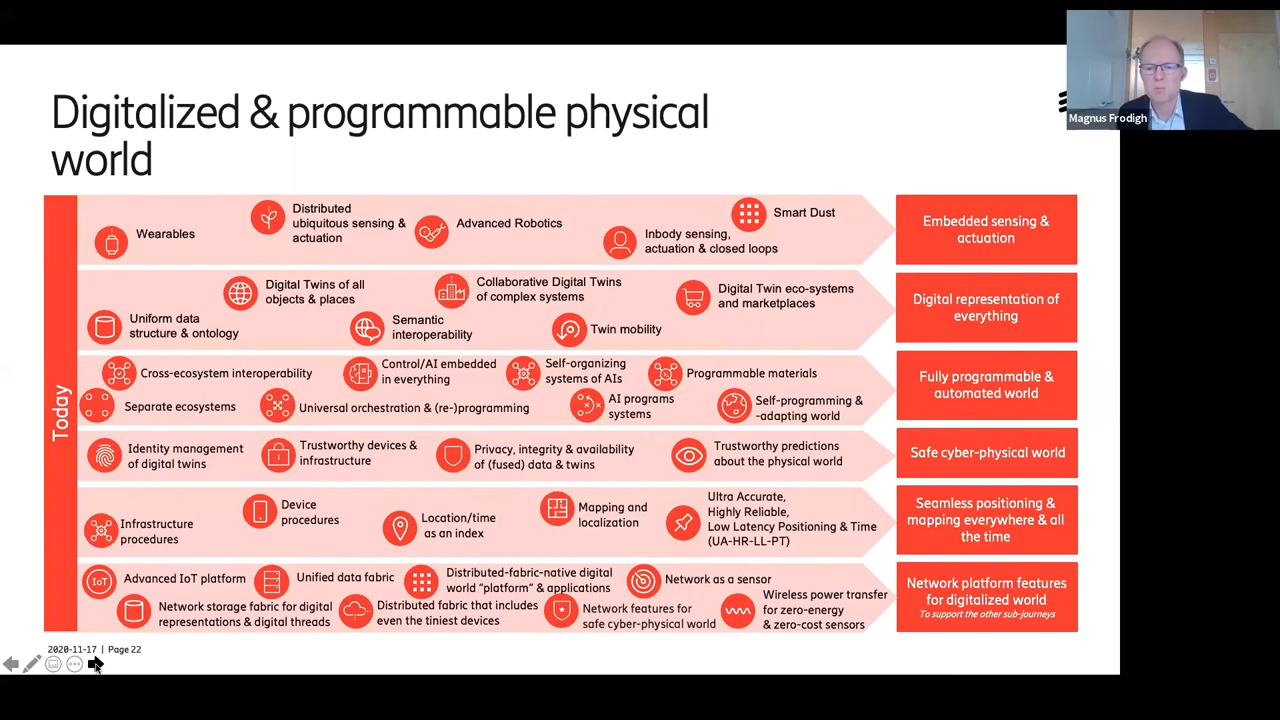 Digitalized & programmable physical
world
Magnus Frodigh
Today
Wearables
Distributed
ubiquitous sensing &
actuation
Advanced Robotics
Inbody sensing,
actuation & closed loops
Smart Dust
Embedded sensing &
actuation
Digital Twins of all
objects & places
Collaborative Digital Twins
of complex systems
Digital Twin eco-systems
and marketplaces
Uniform data
structure & ontology
Semantic
interoperability
Twin mobility
Digital representation of
everything
Cross-ecosystem interoperability
Control/AI embedded
in everything
Self-organizing
systems of AIs
Programmable materials
Separate ecosystems
Universal orchestration & (re-)programming
AI programs
systems
Self-programming &
-adapting world
Fully programmable &
automated world
Identity management
of digital twins
Trustworthy devices &
infrastructure
Privacy, integrity & availability
of (fused) data & twins
Trustworthy predictions
about the physical world
Safe cyber-physical world
Infrastructure
procedures
Device
procedures
Location/time
as an index
Mapping and
localization
Ultra Accurate,
Highly Reliable,
Low Latency Positioning & Time
(UA-HR-LL-PT)
Seamless positioning &
mapping everywhere & all
the time
IoT
Advanced IoT platform
Unified data fabric
Distributed-fabric-native digital
world “platform” & applications
Network as a sensor
Network storage fabric for digital
representations & digital threds
Distributed fabric that includes
even the tiniest devices
Network features for
safe cyber-physical world
Wireless power transfer
for zero-energy
& zero-cost sensors
Network platform features
for digitalized world
To support the other sub-journeys
2020-11-17 | Page 22